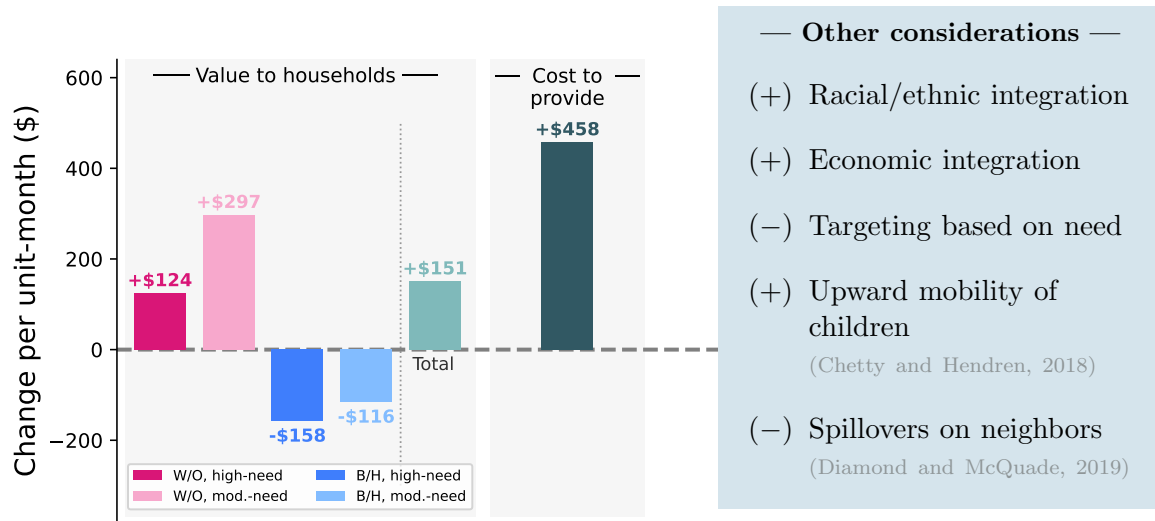 Change per unit-month ($)
600
400
200
0
−200
Value to households
Cost to
provide
+$124
+$297
-$158
-$116
+$151
Total
+$458
W/O, high-need
W/O, mod.-need
B/H, high-need
B/H, mod.-need
— Other considerations —
(+) Racial/ethnic integration
(+) Economic integration
(−) Targeting based on need
(+) Upward mobility of
children
(Chetty and Hendren, 2018)
(−) Spillovers on neighbors
(Diamond and McQuade, 2019)